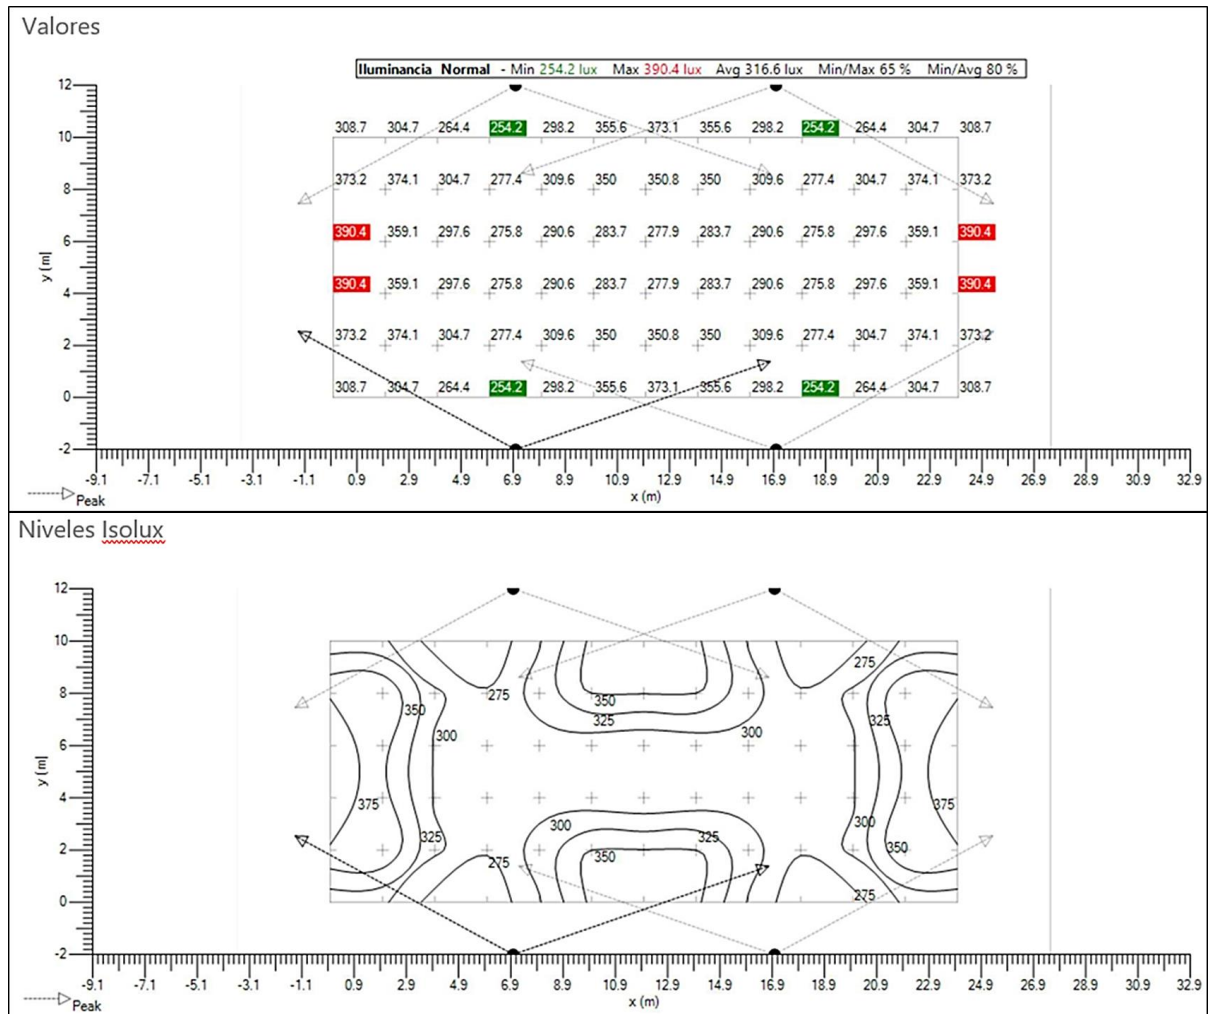 Valores
Iluminancia Normal - Min 254.2 lux Max 390.4 lux Avg 316.6 lux Min/Max 65 % Min/Avg 80 %
12
308.7 304.7 264.4 254.2 298.2 355.6 373.1 355.6 298.2 254.2 264.4 304.7 308.7
10
373.2 374.1 304.7 277.4 309.6 350 350.8 350 309.6 277.4 304.7 374.1 373.2
8
390.4 359.1 297.6 275.8 290.6 283.7 277.9 283.7 290.6 275.8 297.6 359.1 390.4
6
y (m)
390.4 359.1 297.6 275.8 290.6 283.7 277.9 283.7 290.6 275.8 297.6 359.1 390.4
4
373.2 374.1 304.7 277.4 309.6 350 350.8 350 309.6 277.4 304.7 374.1 373.2
2
308.7 304.7 264.4 254.2 298.2 355.6 373.1 355.6 298.2 254.2 264.4 304.7 308.7
0
-2
-9.1 -7.1 -5.1 -3.1 -1.1 0.9 2.9 4.9 6.9 8.9 10.9 12.9 14.9 16.9 18.9 20.9 22.9 24.9 26.9 28.9 30.9 32.9
Peak
x (m)
Niveles Isolux
12
10
275
8
275
350
350
325
325
300
300
6
y (m)
4
375
375
300
300
325
325
2
350
350
275
275
0
-2
-9.1 -7.1 -5.1 -3.1 -1.1 0.9 2.9 4.9 6.9 8.9 10.9 12.9 14.9 16.9 18.9 20.9 22.9 24.9 26.9 28.9 30.9 32.9
Peak
x (m)